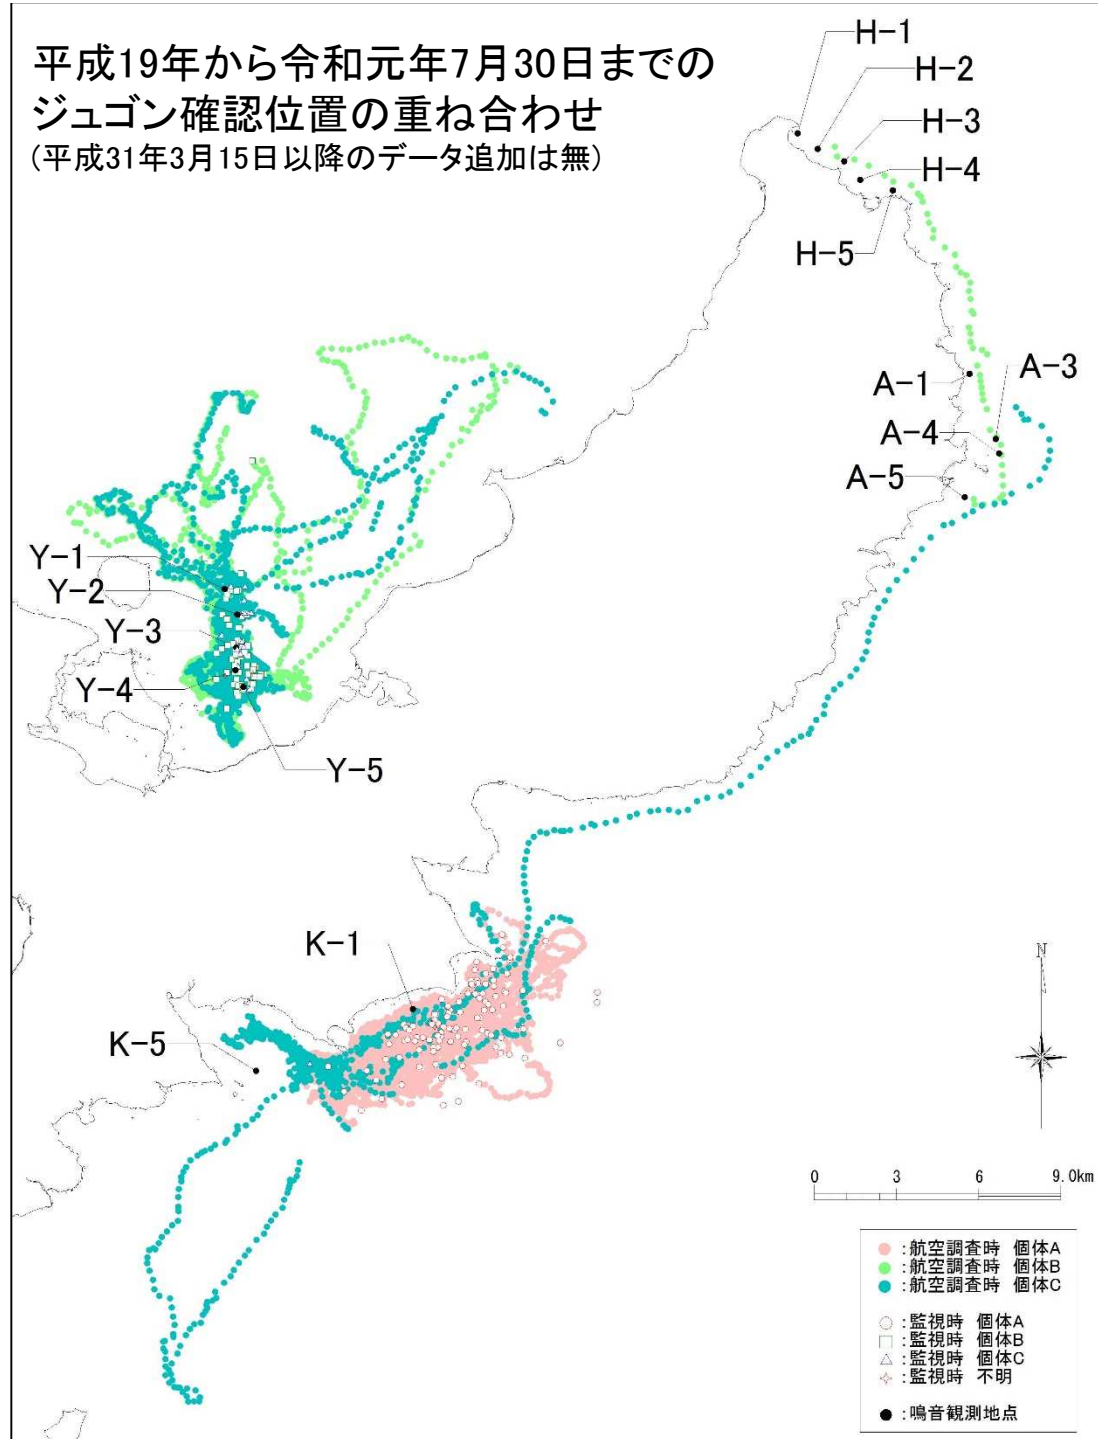 平成19年から令和元年7月30日までの
ジュゴン確認位置の重ね合わせ
(平成31年3月15日以降のデータ追加は無)
H-1
H-2
H-3
H-4
H-5
A-1
A-3
A-4
A-5
Y-1
Y-2
Y-3
Y-4
Y-5
K-1
K-5
N
0 3 6 9.0km
:航空調査時 個体A
:航空調査時 個体B
:航空調査時 個体C
:監視時 個体A
:監視時 個体B
:監視時 個体C
:監視時 不明
:鳴音観測地点